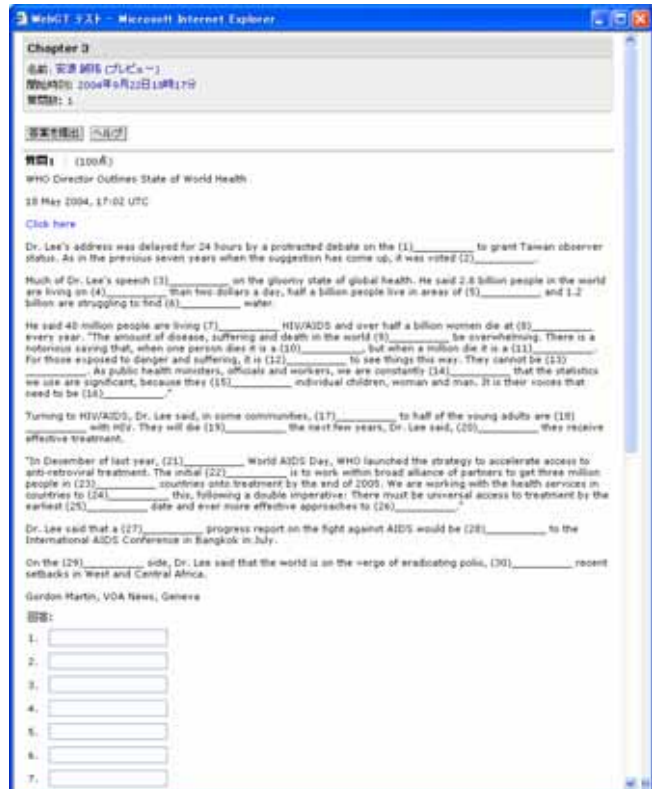 WebCT テスト - Microsoft Internet Explorer
Chapter 3
名前: (プレビュー)
開始時刻: 2004年9月22日18時17分
質問数: 1
答案を提出 ヘルプ
質問1 (100点)
WHO Director Outlines State of World Health
18 May 2004, 17:02 UTC
Click here
Dr. Lee's address was delayed for 24 hours by a protracted debate on the (1)__________ to grant Taiwan observer
status. As in the previous seven years when the suggestion has come up, it was voted (2)__________.
Much of Dr. Lee's speech (3)__________ on the gloomy state of global health. He said 2.8 billion people in the world
are living on (4)__________ than two dollars a day, half a billion people live in areas of (5)__________ and 1.2
billion are struggling to find (6)__________ water.
He said 40 million people are living (7)__________ HIV/AIDS and over half a billion women die at (8)__________
every year. "The amount of disease, suffering and death in the world (9)__________ be overwhelming. There is a
notorious saying that, when one person dies it is a (10)__________, but when a million die it is a (11)__________.
For those exposed to danger and suffering, it is (12)__________ to see things this way. They cannot be (13)
__________. As public health ministers, officials and workers, we are constantly (14)__________ that the statistics
we use are significant, because they (15)__________ individual children, woman and man. It is their voices that
need to be (16)__________."
Turning to HIV/AIDS, Dr. Lee said, in some communities, (17)__________ to half of the young adults are (18)
__________ with HIV. They will die (19)__________ the next few years, Dr. Lee said, (20)__________ they receive
effective treatment.
"In December of last year, (21)__________ World AIDS Day, WHO launched the strategy to accelerate access to
anti-retroviral treatment. The initial (22)__________ is to work within broad alliance of partners to get three million
people in (23)__________ countries onto treatment by the end of 2005. We are working with the health services in
countries to (24)__________ this, following a double imperative: There must be universal access to treatment by the
earliest (25)__________ date and ever more effective approaches to (26)__________."
Dr. Lee said that a (27)__________ progress report on the fight against AIDS would be (28)__________ to the
International AIDS Conference in Bangkok in July.
On the (29)__________ side, Dr. Lee said that the world is on the verge of eradicating polio, (30)__________ recent
setbacks in West and Central Africa.
Gordon Martin, VOA News, Geneva
回答:
1.
2.
3.
4.
5.
6.
7.